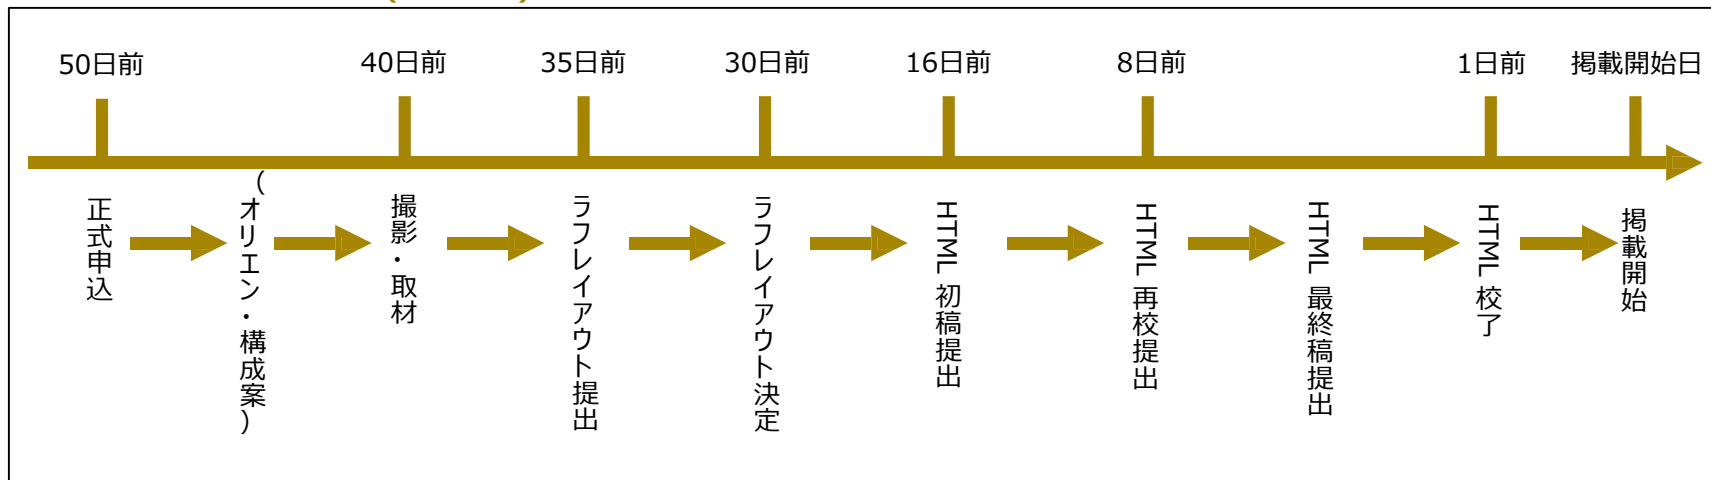 50日前
40日前
35日前
30日前
16日前
8日前
1日前
掲載開始日
正式申込
(オリエン・構成案)
撮影・取材
ラフレイアウト提出
ラフレイアウト決定
HTML 初稿提出
HTML 再校提出
HTML 最終稿提出
HTML 校了
掲載開始